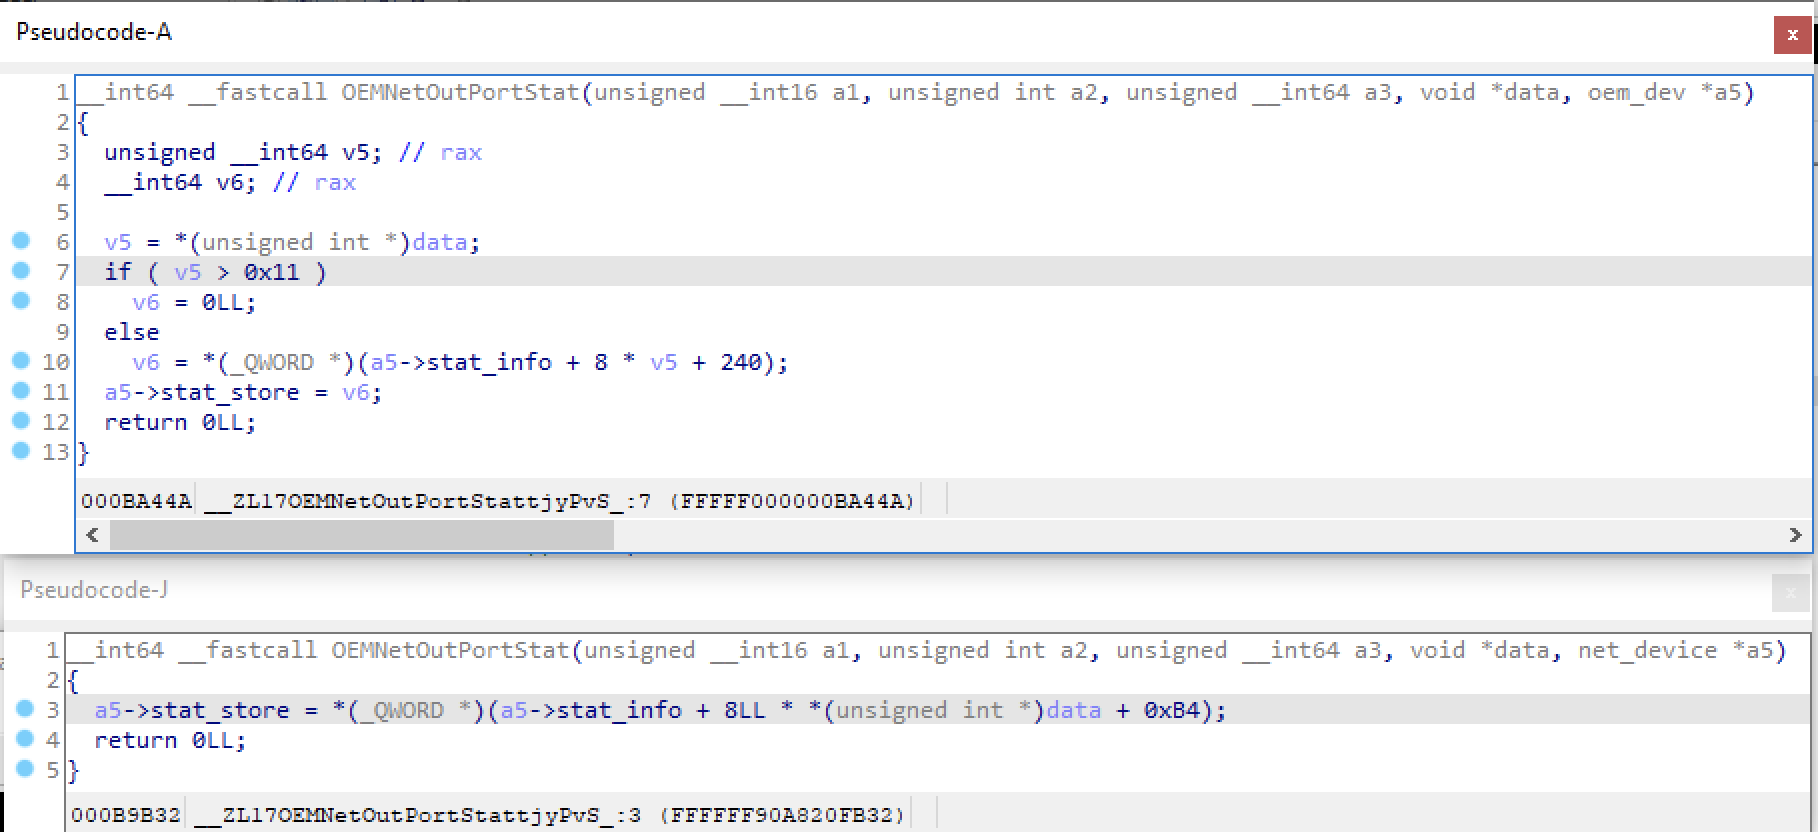 Pseudocode-A
x
1 __int64 __fastcall OEMNetOutPortStat(unsigned __int16 a1, unsigned int a2, unsigned __int64 a3, void *data, oem_dev *a5)
2 {
3 unsigned __int64 v5; // rax
4 __int64 v6; // rax
5
6 v5 = *(unsigned int *)data;
7 if ( v5 > 0x11 )
8 v6 = 0LL;
9 else
10 v6 = *(_QWORD *)(a5->stat_info + 8 * v5 + 240);
11 a5->stat_store = v6;
12 return 0LL;
13 }
000BA44A __ZL17OEMNetOutPortStattjyPvS_:7 (FFFFF000000BA44A)
Pseudocode-J
x
1 __int64 __fastcall OEMNetOutPortStat(unsigned __int16 a1, unsigned int a2, unsigned __int64 a3, void *data, net_device *a5)
2 {
3 a5->stat_store = *(_QWORD *)(a5->stat_info + 8LL * *(unsigned int *)data + 0xB4);
4 return 0LL;
5 }
000B9B32 __ZL17OEMNetOutPortStattjyPvS_:3 (FFFFFF90A820FB32)